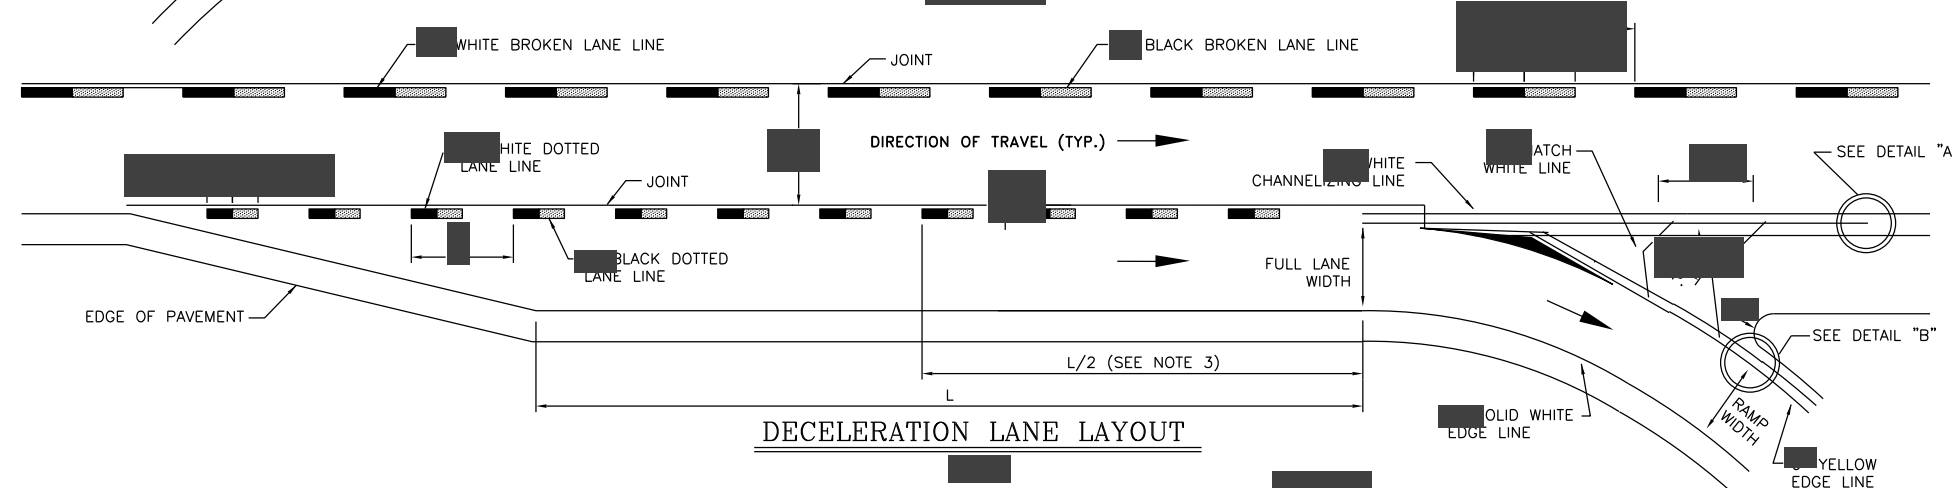 WHITE BROKEN LANE LINE
JOINT
BLACK BROKEN LANE LINE
DIRECTION OF TRAVEL (TYP.)
HITE DOTTED
LANE LINE
JOINT
WHITE
CHANNELIZING LINE
ATCH
WHITE LINE
SEE DETAIL "A
BLACK DOTTED
LANE LINE
FULL LANE
WIDTH
EDGE OF PAVEMENT
SEE DETAIL "B"
L/2 (SEE NOTE 3)
L
RAMP
WIDTH
OLID WHITE
EDGE LINE
DECELERATION LANE LAYOUT
YELLOW
EDGE LINE